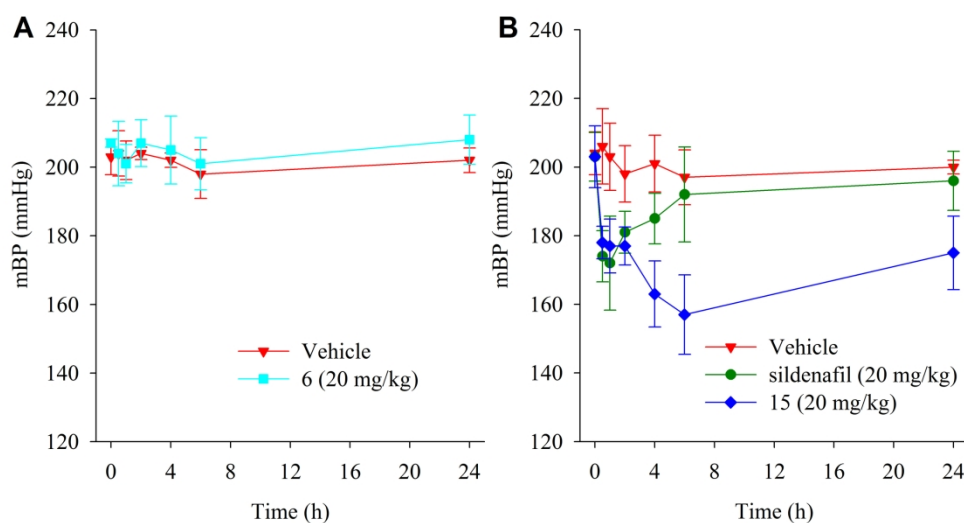 A
240
220
200
180
160
140
120
mBP (mmHg)
Vehicle
6 (20 mg/kg)
0 4 8 12 16 20 24
Time (h)
B
240
220
200
180
160
140
120
mBP (mmHg)
Vehicle
sildenafil (20 mg/kg)
15 (20 mg/kg)
0 4 8 12 16 20 24
Time (h)